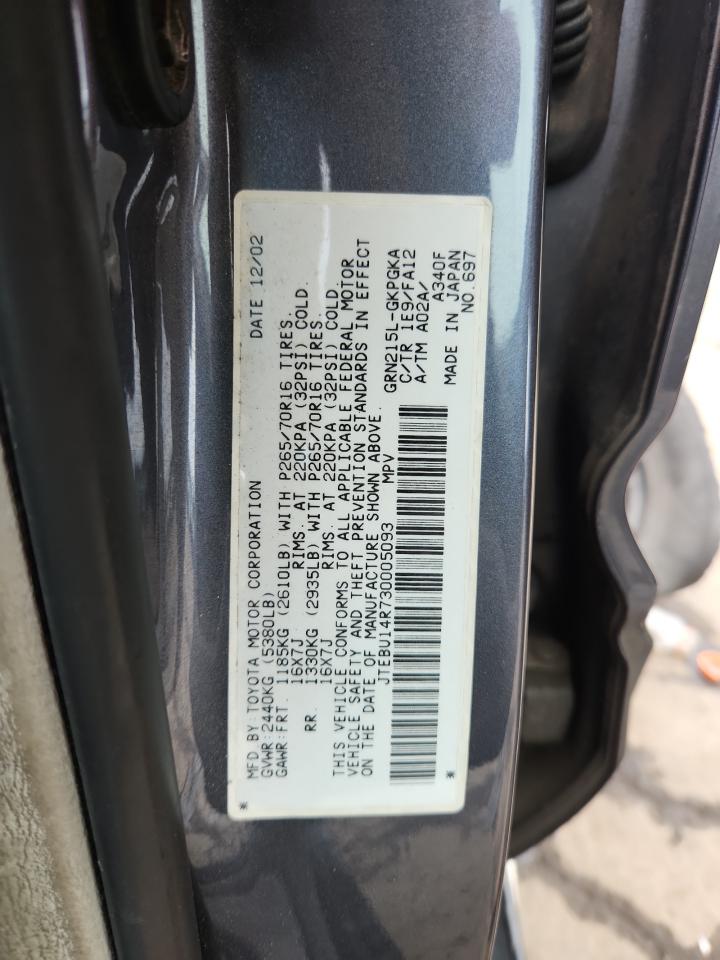 MFD BY:TOYOTA MOTOR CORPORATION DATE 12/02
GVWR:2440KG (5380LB)
GAWR:FRT. 1185KG (2610LB) WITH P265/70R16 TIRES.
16X7J RIMS. AT 220KPA (32PSI) COLD.
RR. 1330KG (2935LB) WITH P265/70R16 TIRES.
16X7J RIMS. AT 220KPA (32PSI) COLD.
THIS VEHICLE CONFORMS TO ALL APPLICABLE FEDERAL MOTOR
VEHICLE SAFETY AND THEFT PREVENTION STANDARDS IN EFFECT
ON THE DATE OF MANUFACTURE SHOWN ABOVE.
JTEBU14R730005093 MPV GRN215L-GKPGKA
C/TR 1E9/FA12
A/TM A02A/
A340F
MADE IN JAPAN
NO.697
* *